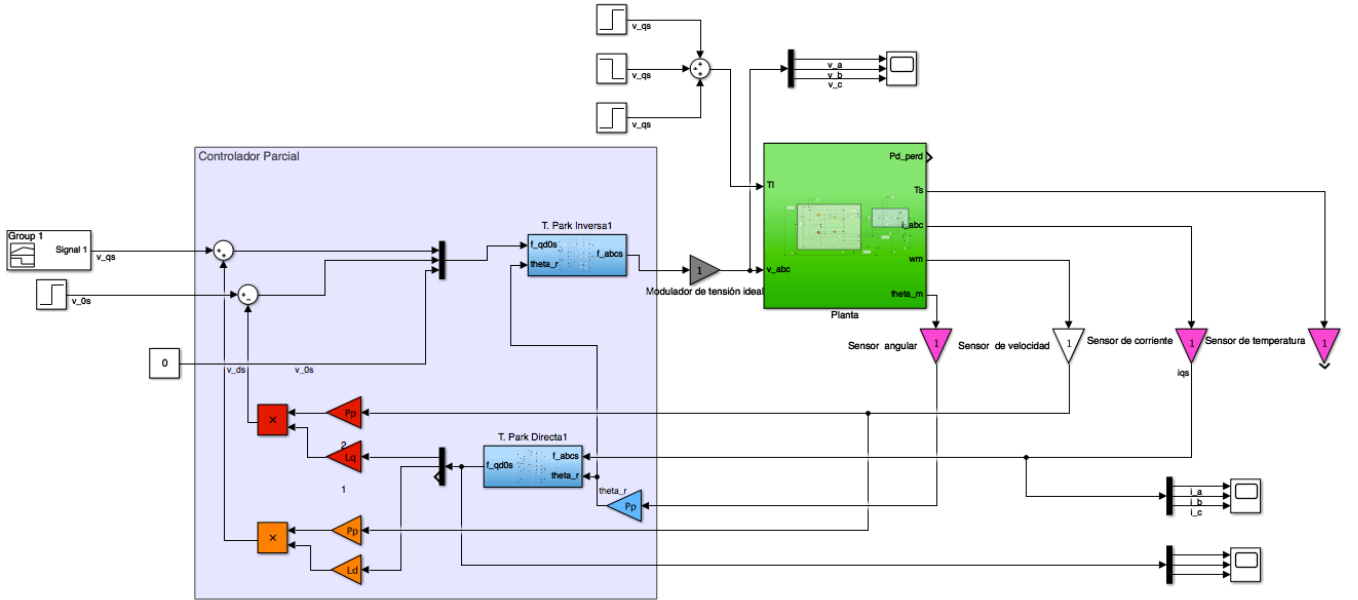 v_qs
v_qs
v_qs
v_a
v_b
v_c
Controlador Parcial
Pd_perd
Tl
Ts
i_abc
wm
theta_m
v_abc
Planta
Group 1
Signal 1
v_qs
v_0s
0
v_ds
v_0s
T. Park Inversa1
f_qd0s
theta_r
f_abcs
1
Modulador de tensión ideal
Sensor angular
1
Sensor de velocidad
1
Sensor de corriente
1
iqs
Sensor de temperatura
1
×
Pp
2
Lq
1
T. Park Directa1
f_qd0s
f_abcs
theta_r
theta_r
Pp
×
Pp
Ld
i_a
i_b
i_c